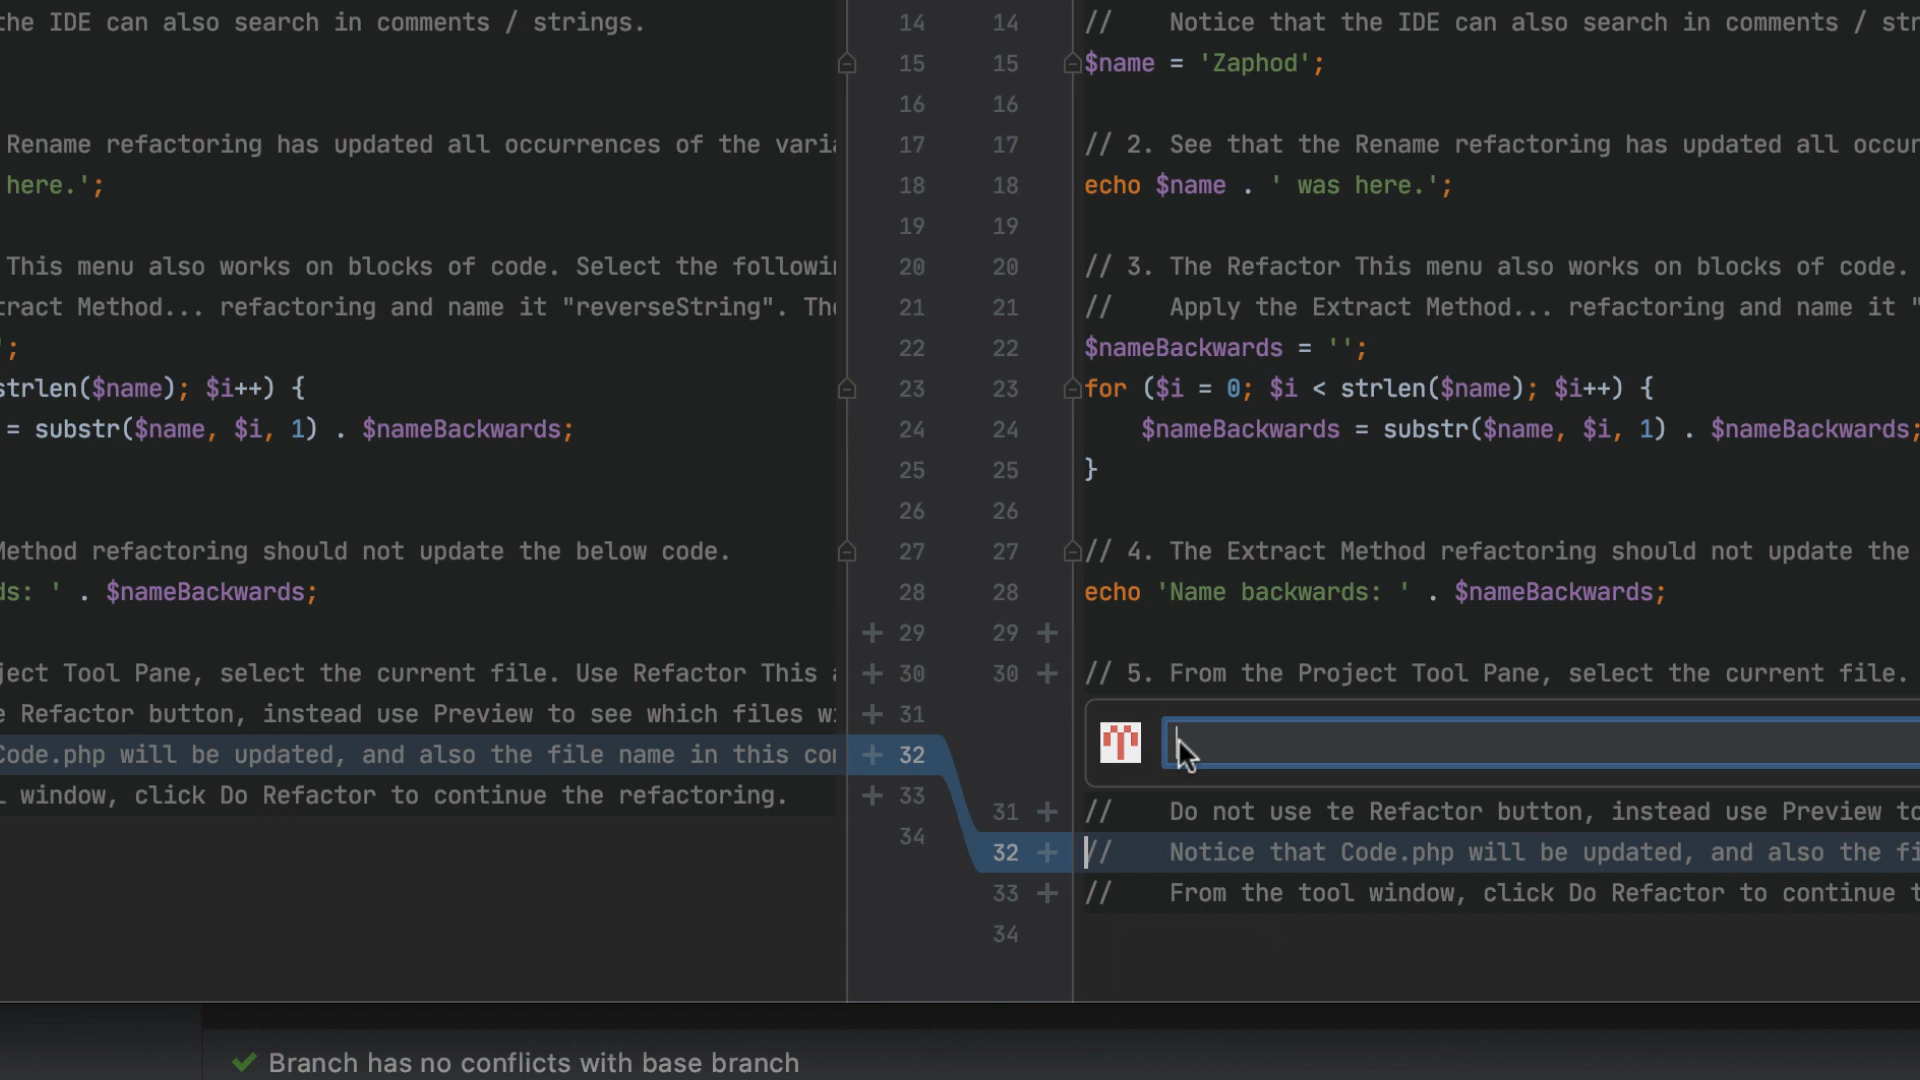 the IDE can also search in comments / strings.
Rename refactoring has updated all occurrences of the
here.';
This menu also works on blocks of code. Select the
Method... refactoring and name it "reverseString".
';
strlen($name); $i++) {
= substr($name, $i, 1) . $nameBackwards;
Method refactoring should not update the below code.
: ' . $nameBackwards;
Tool Pane, select the current file. Use Refactor This
Refactor button, instead use Preview to see which files
Code.php will be updated, and also the file name in this
window, click Do Refactor to continue the refactoring.
14 14
15 15
16 16
17 17
18 18
19 19
20 20
21 21
22 22
23 23
24 24
25 25
26 26
27 27
28 28
+ 29 29 +
+ 30 30 +
+ 31
+ 32
+ 33 31 +
34 32 +
33 +
34
// Notice that the IDE can also search in comments /
$name = 'Zaphod';
// 2. See that the Rename refactoring has updated all
echo $name . ' was here.';
// 3. The Refactor This menu also works on blocks of code.
// Apply the Extract Method... refactoring and name it "
$nameBackwards = '';
for ($i = 0; $i < strlen($name); $i++) {
$nameBackwards = substr($name, $i, 1) . $nameBackwards;
}
// 4. The Extract Method refactoring should not update the
echo 'Name backwards: ' . $nameBackwards;
// 5. From the Project Tool Pane, select the current file.
// Do not use te Refactor button, instead use Preview to
// Notice that Code.php will be updated, and also the
// From the tool window, click Do Refactor to continue
Branch has no conflicts with base branch